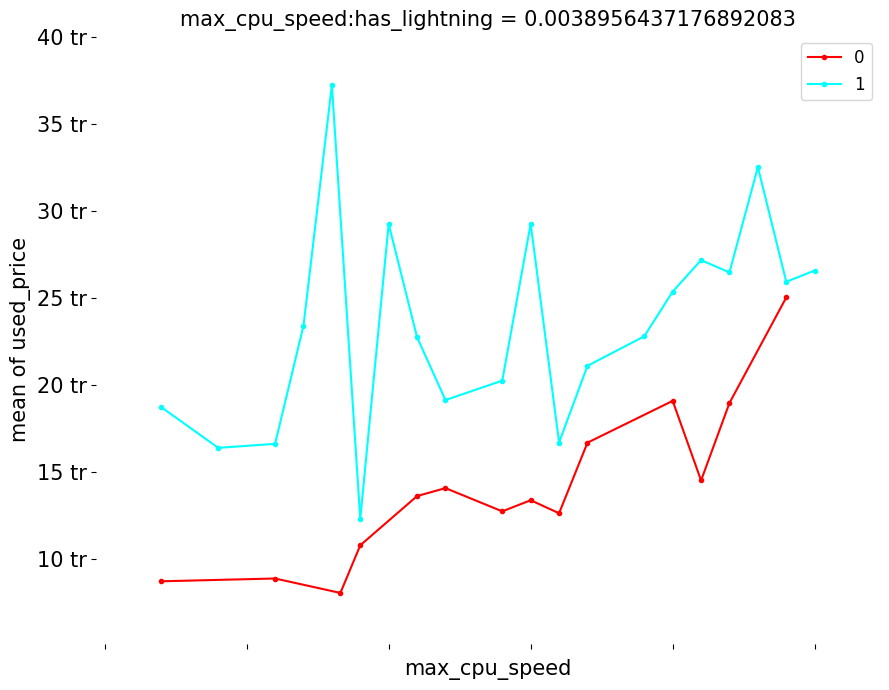 max_cpu_speed:has_lightning = 0.0038956437176892083
40 tr
35 tr
30 tr
25 tr
20 tr
15 tr
10 tr
mean of used_price
max_cpu_speed
0
1